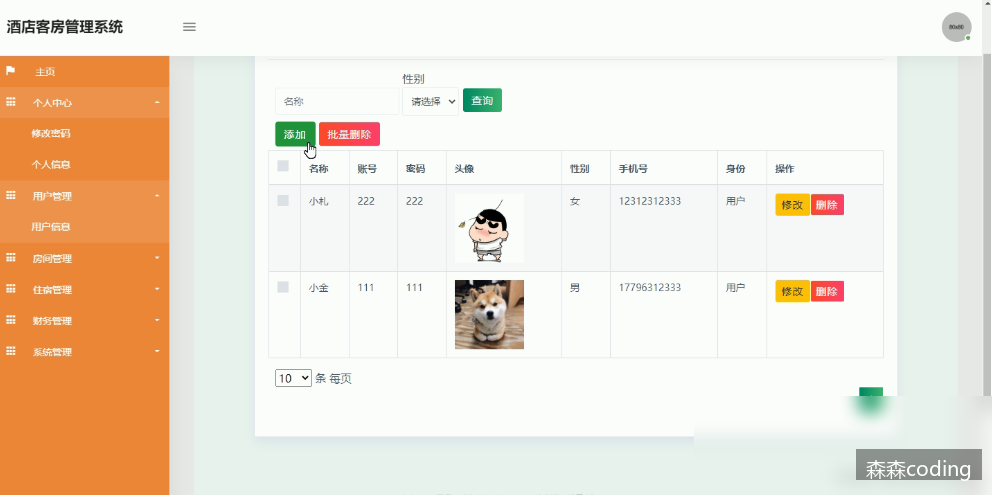 酒店客房管理系统
60x60
主页
个人中心
修改密码
个人信息
用户管理
用户信息
房间管理
住宿管理
财务管理
系统管理
性别
名称 请选择 查询
添加 批量删除
名称 账号 密码 头像 性别 手机号 身份 操作
小札 222 222 女 12312312333 用户 修改 删除
小金 111 111 男 17796312333 用户 修改 删除
10 条 每页
森森coding